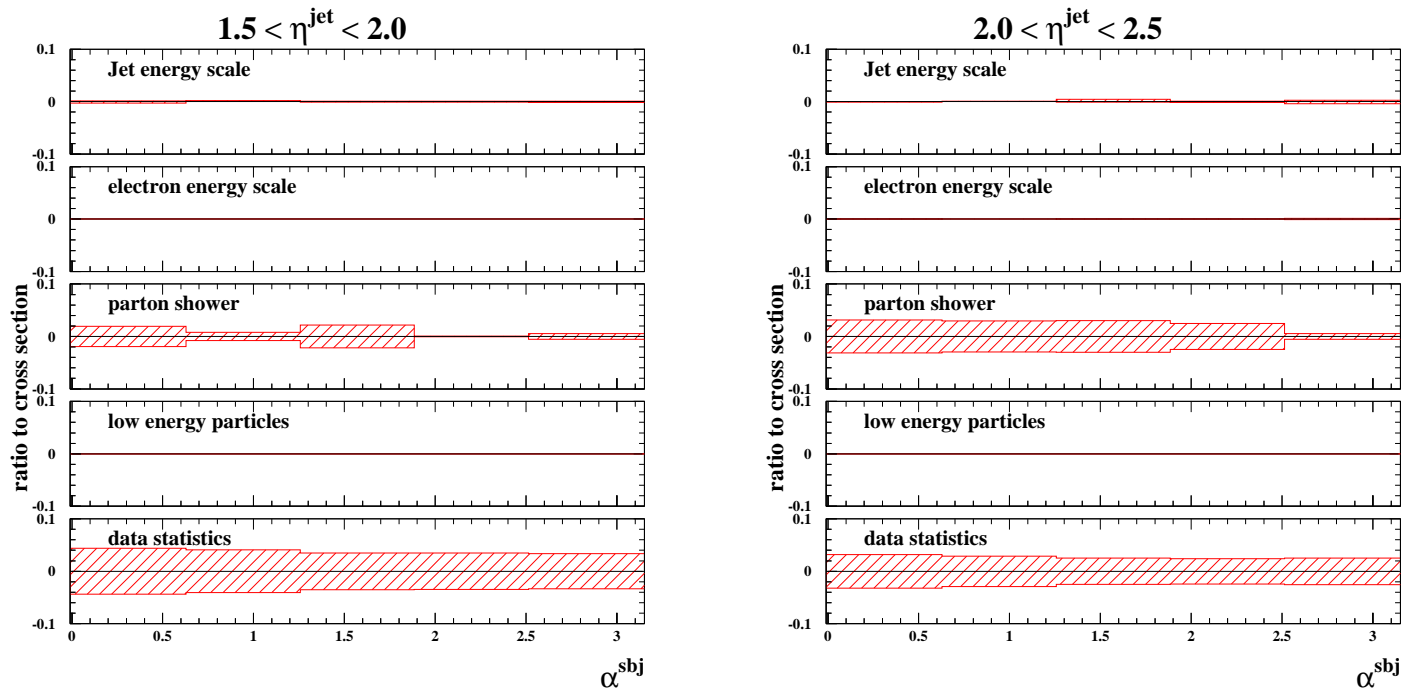 1.5 < η^jet < 2.0
0.1
Jet energy scale
0
-0.1
0.1
electron energy scale
0
-0.1
0.1
parton shower
0
-0.1
0.1
low energy particles
0
-0.1
0.1
data statistics
0
-0.1
0 0.5 1 1.5 2 2.5 3
ratio to cross section
α^sbj
2.0 < η^jet < 2.5
0.1
Jet energy scale
0
-0.1
0.1
electron energy scale
0
-0.1
0.1
parton shower
0
-0.1
0.1
low energy particles
0
-0.1
0.1
data statistics
0
-0.1
0 0.5 1 1.5 2 2.5 3
ratio to cross section
α^sbj